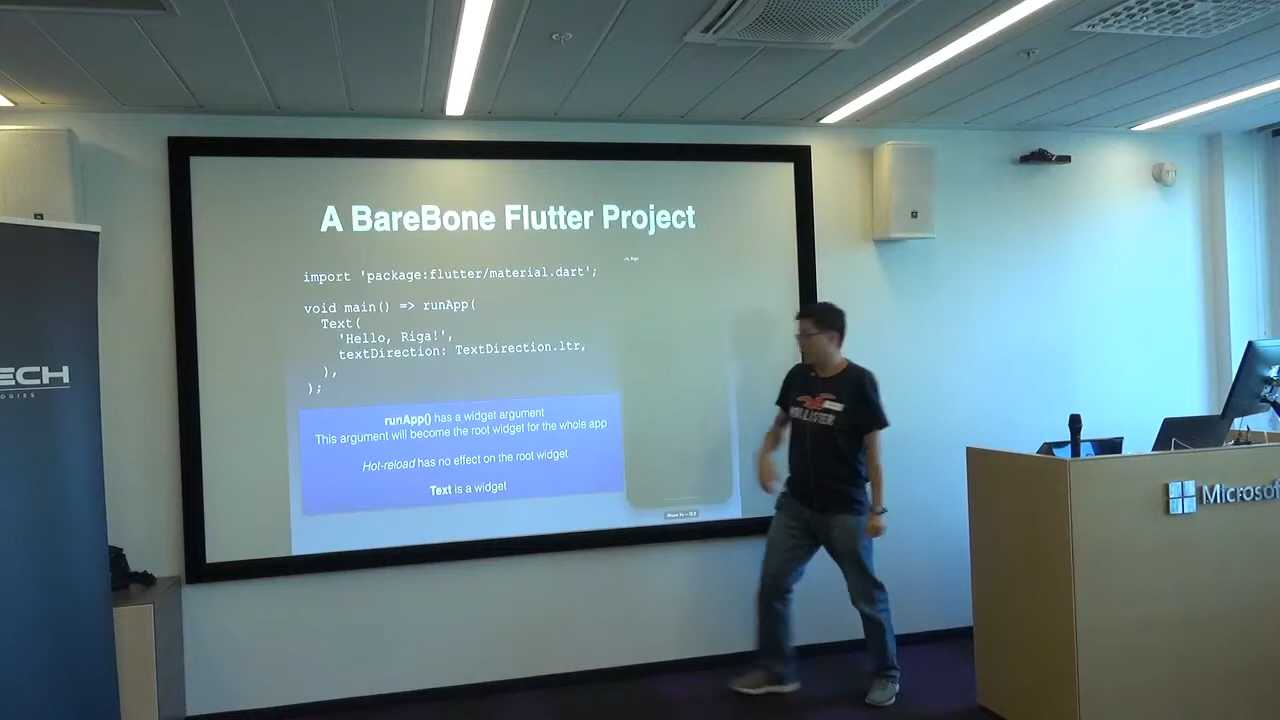 A BareBone Flutter Project
import 'package:flutter/material.dart';
void main() => runApp(
Text(
'Hello, Riga!',
textDirection: TextDirection.ltr,
),
);
runApp() has a widget argument
This argument will become the root widget for the whole app
Hot-reload has no effect on the root widget
Text is a widget
ECH
OGIES
Microsof